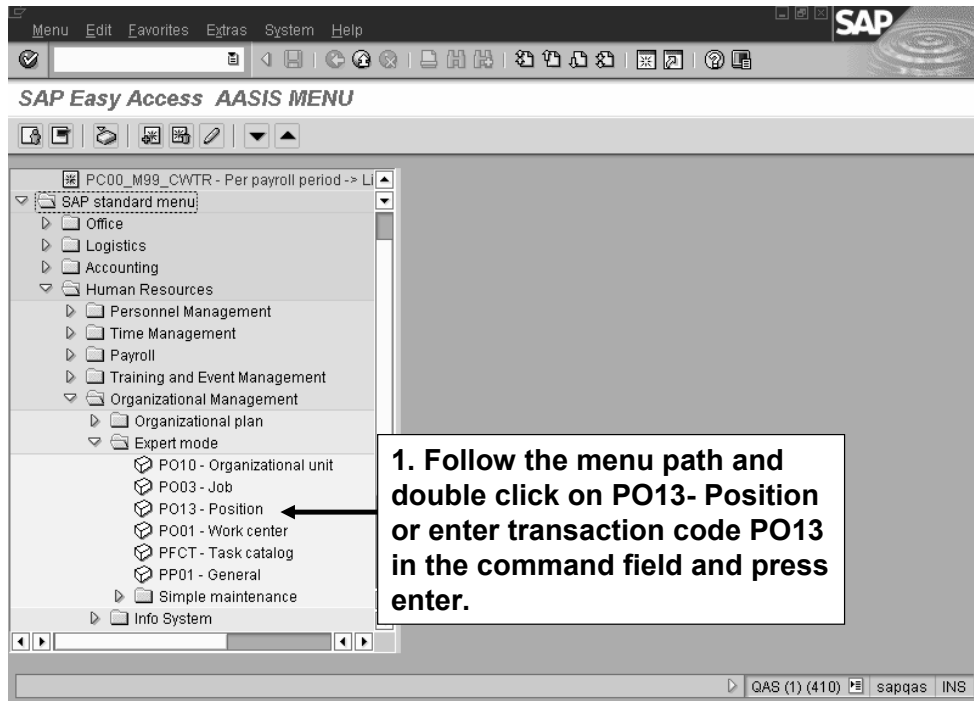 Menu Edit Favorites Extras System Help
SAP
SAP Easy Access AASIS MENU
PC00_M99_CWTR - Per payroll period -> Li
SAP standard menu
Office
Logistics
Accounting
Human Resources
Personnel Management
Time Management
Payroll
Training and Event Management
Organizational Management
Organizational plan
Expert mode
PO10 - Organizational unit
PO03 - Job
PO13 - Position
PO01 - Work center
PFCT - Task catalog
PP01 - General
Simple maintenance
Info System
1. Follow the menu path and
double click on PO13- Position
or enter transaction code PO13
in the command field and press
enter.
QAS (1) (410) sapqas INS